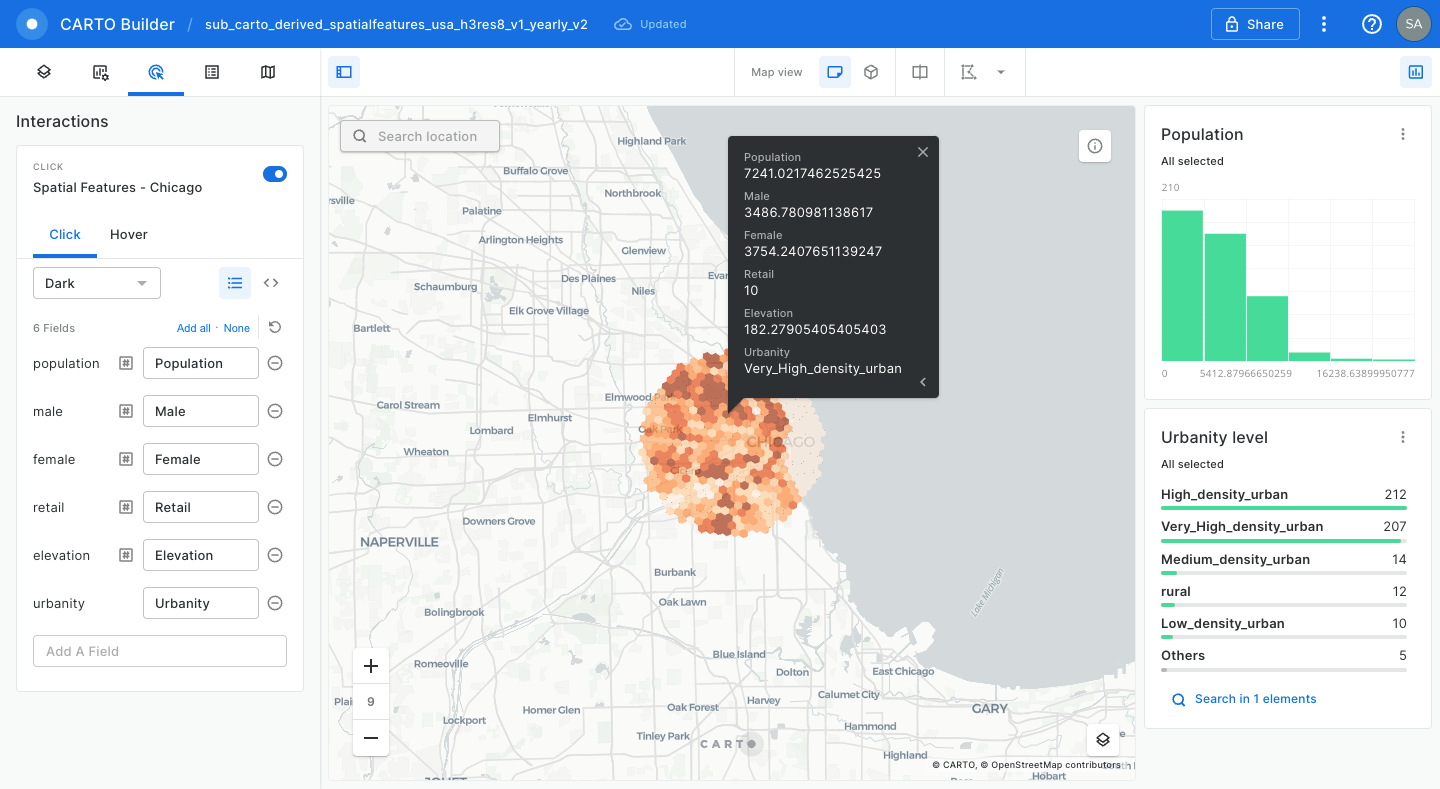 CARTO Builder / sub_carto_derived_spatialfeatures_usa_h3res8_v1_yearly_v2 Updated
Share
SA
Map view
Interactions
CLICK
Spatial Features - Chicago
Click Hover
Dark
6 Fields Add all · None
population Population
male Male
female Female
retail Retail
elevation Elevation
urbanity Urbanity
Add A Field
Search location
Highland Park
Buffalo Grove
Northbrook
Palatine
Arlington Heights
Glenview
Des Plaines
Schaumburg
Niles
Elk Grove Village
Bartlett
Carol Stream
Elmhurst
Lombard
Oak Park
Wheaton
CHICAGO
Downers Grove
NAPERVILLE
Burbank
Oak Lawn
Bolingbrook
Lake Michigan
Blue Island
Romeoville
Dolton
East Chicago
Calumet City
Harvey
Homer Glen
Oak Forest
GARY
Lockport
Hammond
Tinley Park
Highland
Hobart
JOLIET
Population
7241.0217462525425
Male
3486.780981138617
Female
3754.2407651139247
Retail
10
Elevation
182.27905405405403
Urbanity
Very_High_density_urban
+
9
−
CARTO
© CARTO, © OpenStreetMap contributors
Population
All selected
210
0 5412.87966650259 16238.63899950777
Urbanity level
All selected
High_density_urban 212
Very_High_density_urban 207
Medium_density_urban 14
rural 12
Low_density_urban 10
Others 5
Search in 1 elements